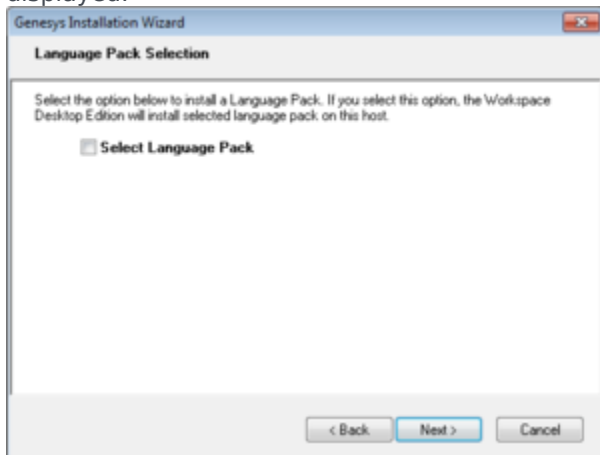 displayed.
Genesys Installation Wizard
Language Pack Selection
Select the option below to install a Language Pack. If you select this option, the Workspace
Desktop Edition will install selected language pack on this host.
Select Language Pack
< Back Next > Cancel